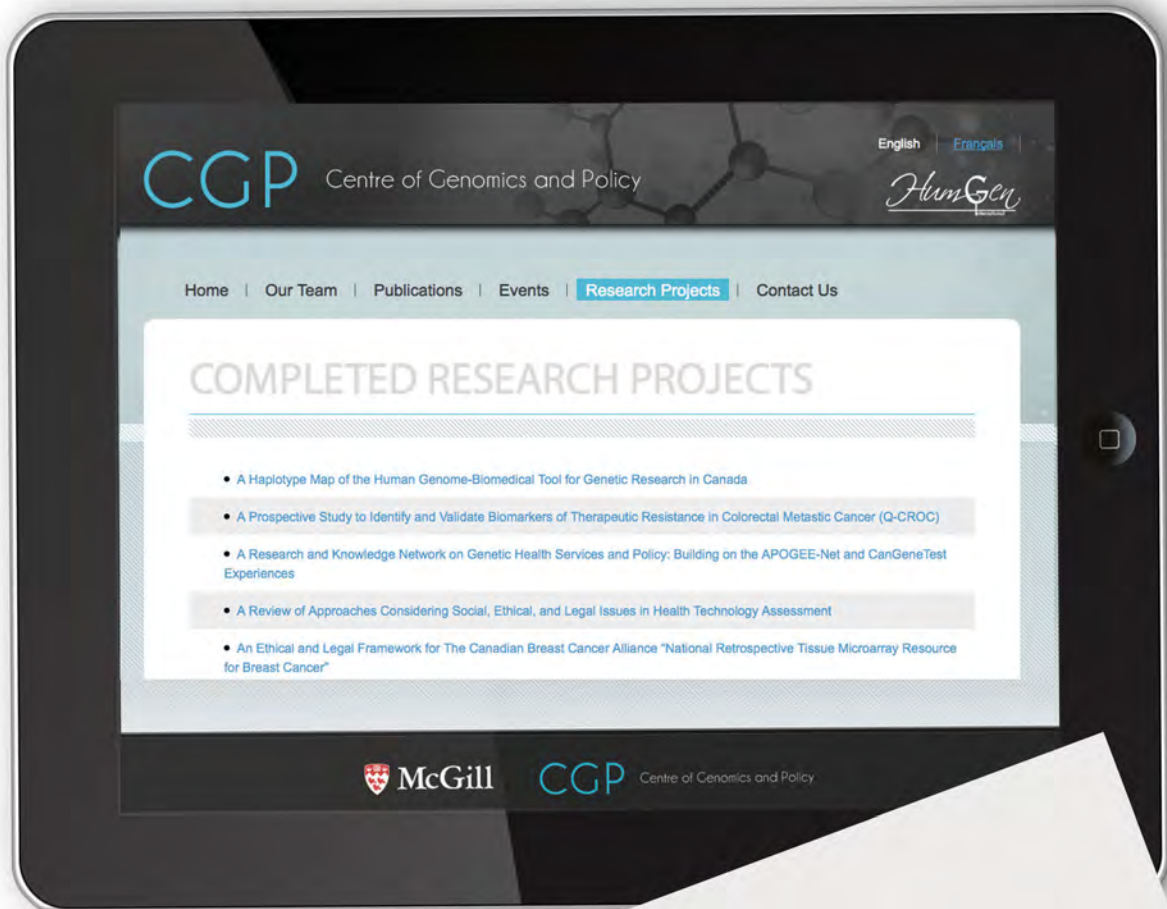 English | Français |
CGP Centre of Genomics and Policy
HumGen
international
Home | Our Team | Publications | Events | Research Projects | Contact Us
COMPLETED RESEARCH PROJECTS
• A Haplotype Map of the Human Genome-Biomedical Tool for Genetic Research in Canada
• A Prospective Study to Identify and Validate Biomarkers of Therapeutic Resistance in Colorectal Metastic Cancer (Q-CROC)
• A Research and Knowledge Network on Genetic Health Services and Policy: Building on the APOGEE-Net and CanGeneTest
Experiences
• A Review of Approaches Considering Social, Ethical, and Legal Issues in Health Technology Assessment
• An Ethical and Legal Framework for The Canadian Breast Cancer Alliance "National Retrospective Tissue Microarray Resource
for Breast Cancer"
McGill CGP Centre of Genomics and Policy